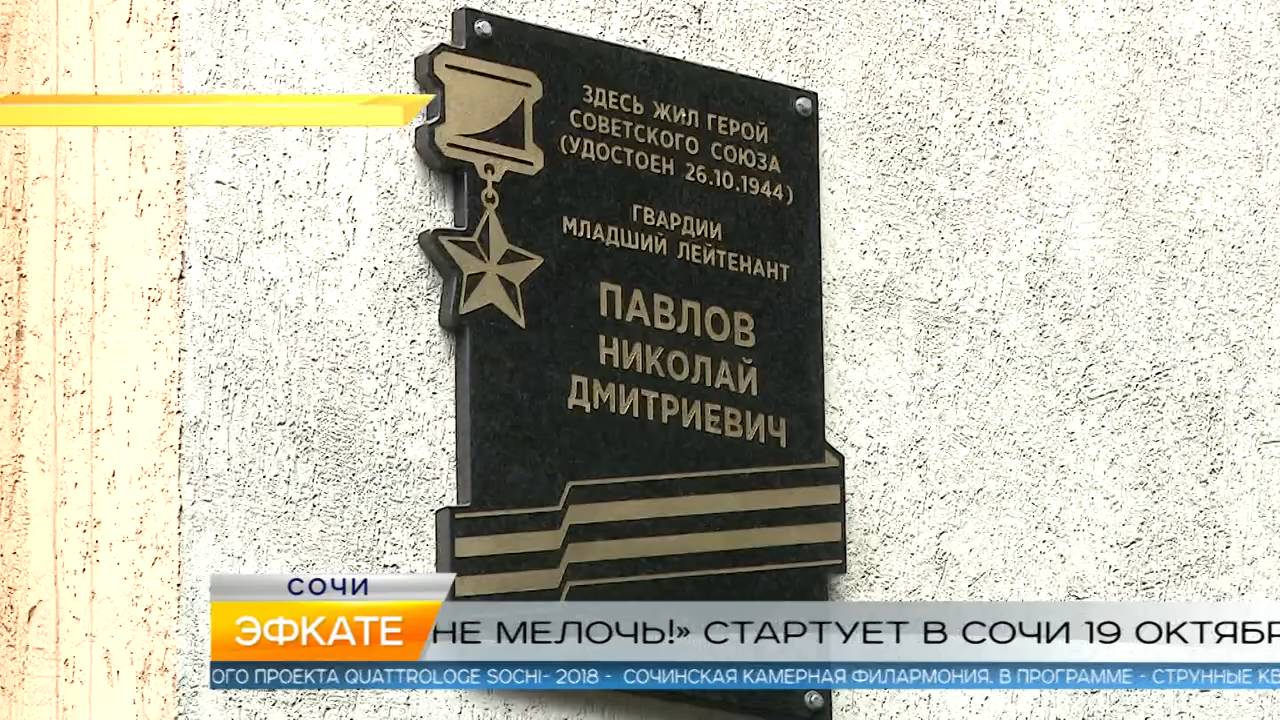 ЗДЕСЬ ЖИЛ ГЕРОЙ
СОВЕТСКОГО СОЮЗА
(УДОСТОЕН 26.10.1944)
ГВАРДИИ
МЛАДШИЙ ЛЕЙТЕНАНТ
ПАВЛОВ
НИКОЛАЙ
ДМИТРИЕВИЧ
СОЧИ
ЭФКАТЕ НЕ МЕЛОЧЬ!» СТАРТУЕТ В СОЧИ 19 ОКТЯБР
ОГО ПРОЕКТА QUATTROLOGE SOCHI- 2018 - СОЧИНСКАЯ КАМЕРНАЯ ФИЛАРМОНИЯ. В ПРОГРАММЕ - СТРУННЫЕ КВ